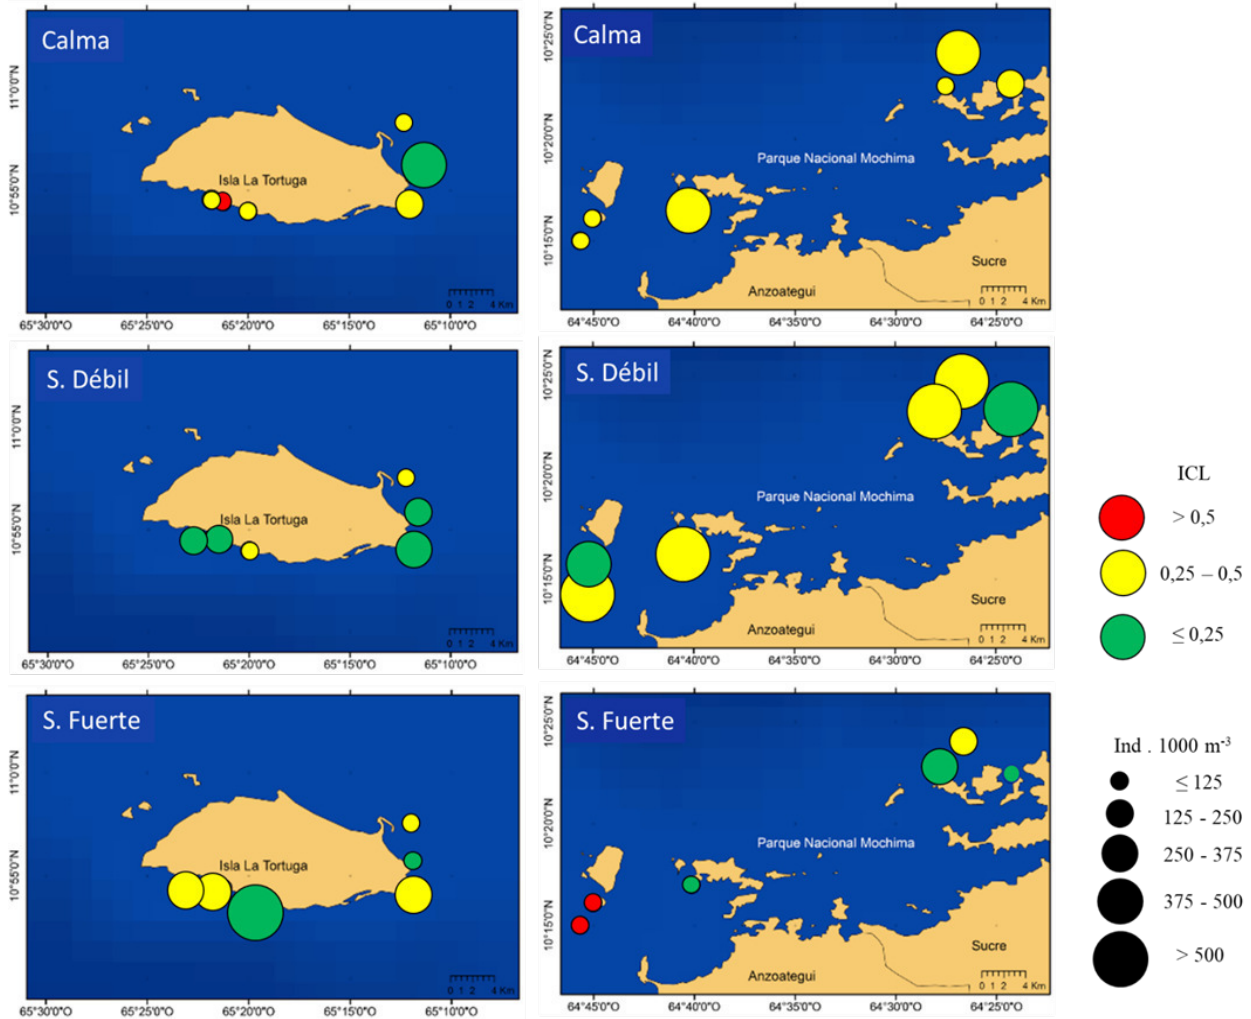 Calma
11°0'0"N
10°55'0"N
Isla La Tortuga
0 1 2 4 Km
65°30'0"O 65°25'0"O 65°20'0"O 65°15'0"O 65°10'0"O
Calma
10°25'0"N
10°20'0"N
10°15'0"N
Parque Nacional Mochima
Sucre
Anzoategui
0 1 2 4 Km
64°45'0"O 64°40'0"O 64°35'0"O 64°30'0"O 64°25'0"O
S. Débil
11°0'0"N
10°55'0"N
Isla La Tortuga
0 1 2 4 Km
65°30'0"O 65°25'0"O 65°20'0"O 65°15'0"O 65°10'0"O
S. Débil
10°25'0"N
10°20'0"N
10°15'0"N
Parque Nacional Mochima
Sucre
Anzoategui
0 1 2 4 Km
64°45'0"O 64°40'0"O 64°35'0"O 64°30'0"O 64°25'0"O
S. Fuerte
11°0'0"N
10°55'0"N
Isla La Tortuga
0 1 2 4 Km
65°30'0"O 65°25'0"O 65°20'0"O 65°15'0"O 65°10'0"O
S. Fuerte
10°25'0"N
10°20'0"N
10°15'0"N
Parque Nacional Mochima
Sucre
Anzoategui
0 1 2 4 Km
64°45'0"O 64°40'0"O 64°35'0"O 64°30'0"O 64°25'0"O
ICL
> 0,5
0,25 – 0,5
≤ 0,25
Ind . 1000 m⁻³
≤ 125
125 - 250
250 - 375
375 - 500
> 500